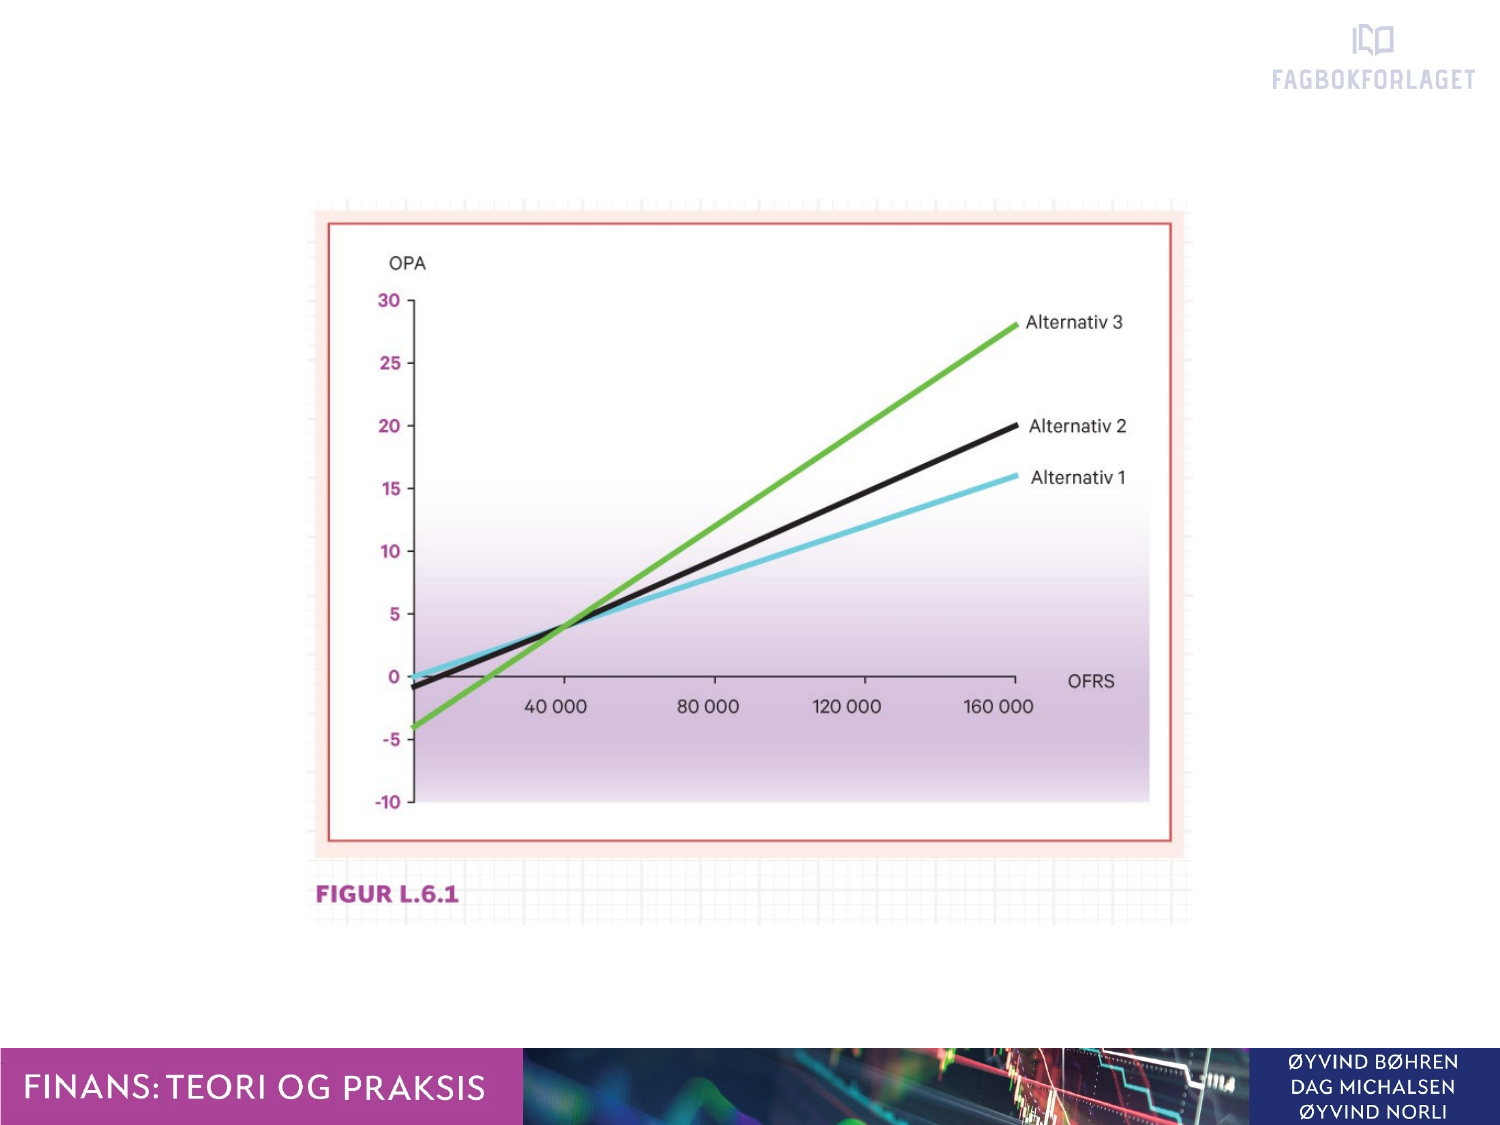 FAGBOKFORLAGET
OPA
30
Alternativ 3
25
20
Alternativ 2
Alternativ 1
15
10
5
0
OFRS
40 000
80 000
120 000
160 000
-5
-10
FIGUR L.6.1
FINANS: TEORI OG PRAKSIS
ØYVIND BØHREN
DAG MICHALSEN
ØYVIND NORLI